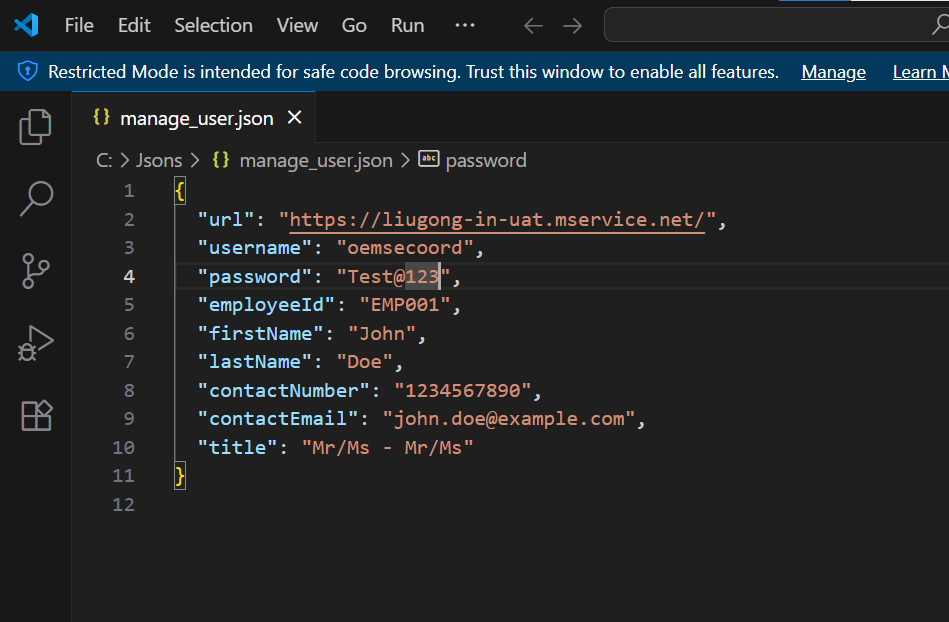 File Edit Selection View Go Run ···
Restricted Mode is intended for safe code browsing. Trust this window to enable all features. Manage Learn
{} manage_user.json ×
C: > Jsons > {} manage_user.json > abc password
1 {
2 "url": "https://liugong-in-uat.mservice.net/",
3 "username": "oemsecoord",
4 "password": "Test@123",
5 "employeeId": "EMP001",
6 "firstName": "John",
7 "lastName": "Doe",
8 "contactNumber": "1234567890",
9 "contactEmail": "john.doe@example.com",
10 "title": "Mr/Ms - Mr/Ms"
11 }
12